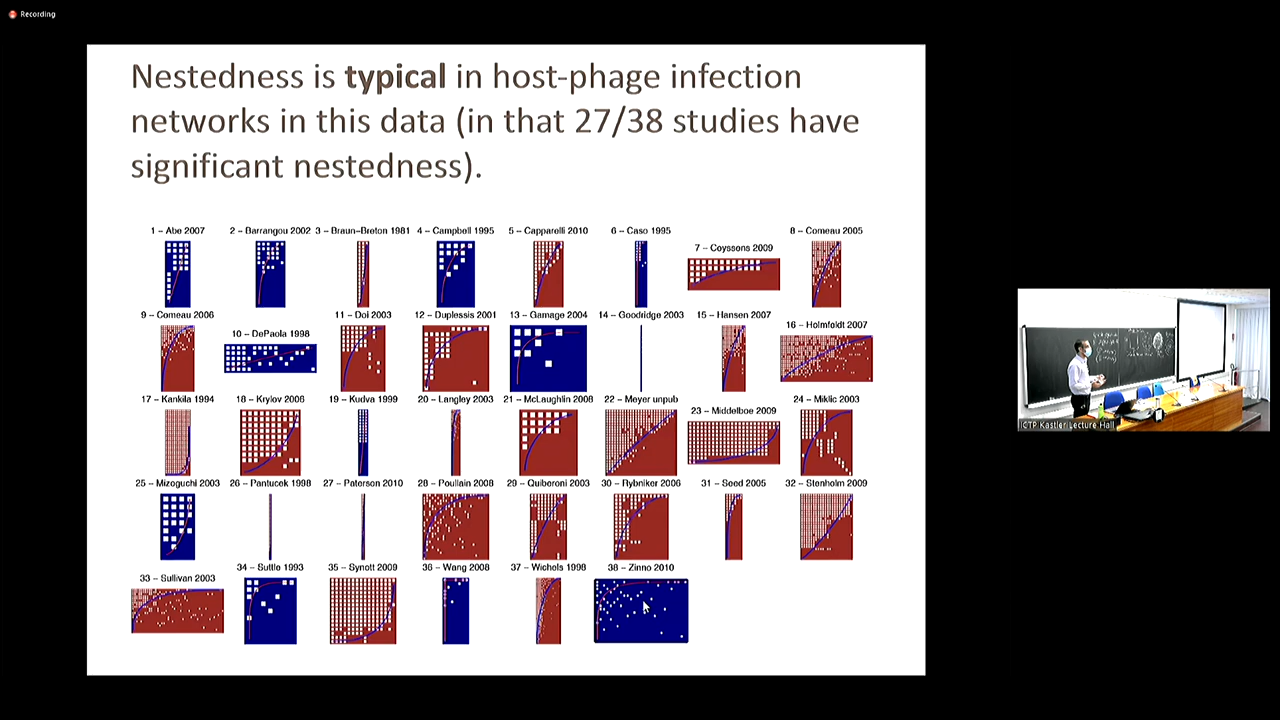 Recording
Nestedness is typical in host-phage infection
networks in this data (in that 27/38 studies have
significant nestedness).
1 – Abe 2007
2 – Barrangou 2002
3 – Braun–Breton 1981
4 – Campbell 1995
5 – Capparelli 2010
6 – Caso 1995
7 – Coyssens 2009
8 – Comeau 2005
9 – Comeau 2006
10 – DePaola 1998
11 – Doi 2003
12 – Duplessis 2001
13 – Gamage 2004
14 – Goodridge 2003
15 – Hansen 2007
16 – Holmfeldt 2007
17 – Kankila 1994
18 – Krylov 2006
19 – Kudva 1999
20 – Langley 2003
21 – McLaughlin 2008
22 – Meyer unpub
23 – Middelboe 2009
24 – Miklic 2003
25 – Mizoguchi 2003
26 – Pantucek 1998
27 – Paterson 2010
28 – Poullain 2008
29 – Quiberoni 2003
30 – Rybniker 2006
31 – Seed 2005
32 – Stenholm 2009
33 – Sullivan 2003
34 – Suttle 1993
35 – Synott 2009
36 – Wang 2008
37 – Wichols 1998
38 – Zinno 2010
ICTP Kastler Lecture Hall